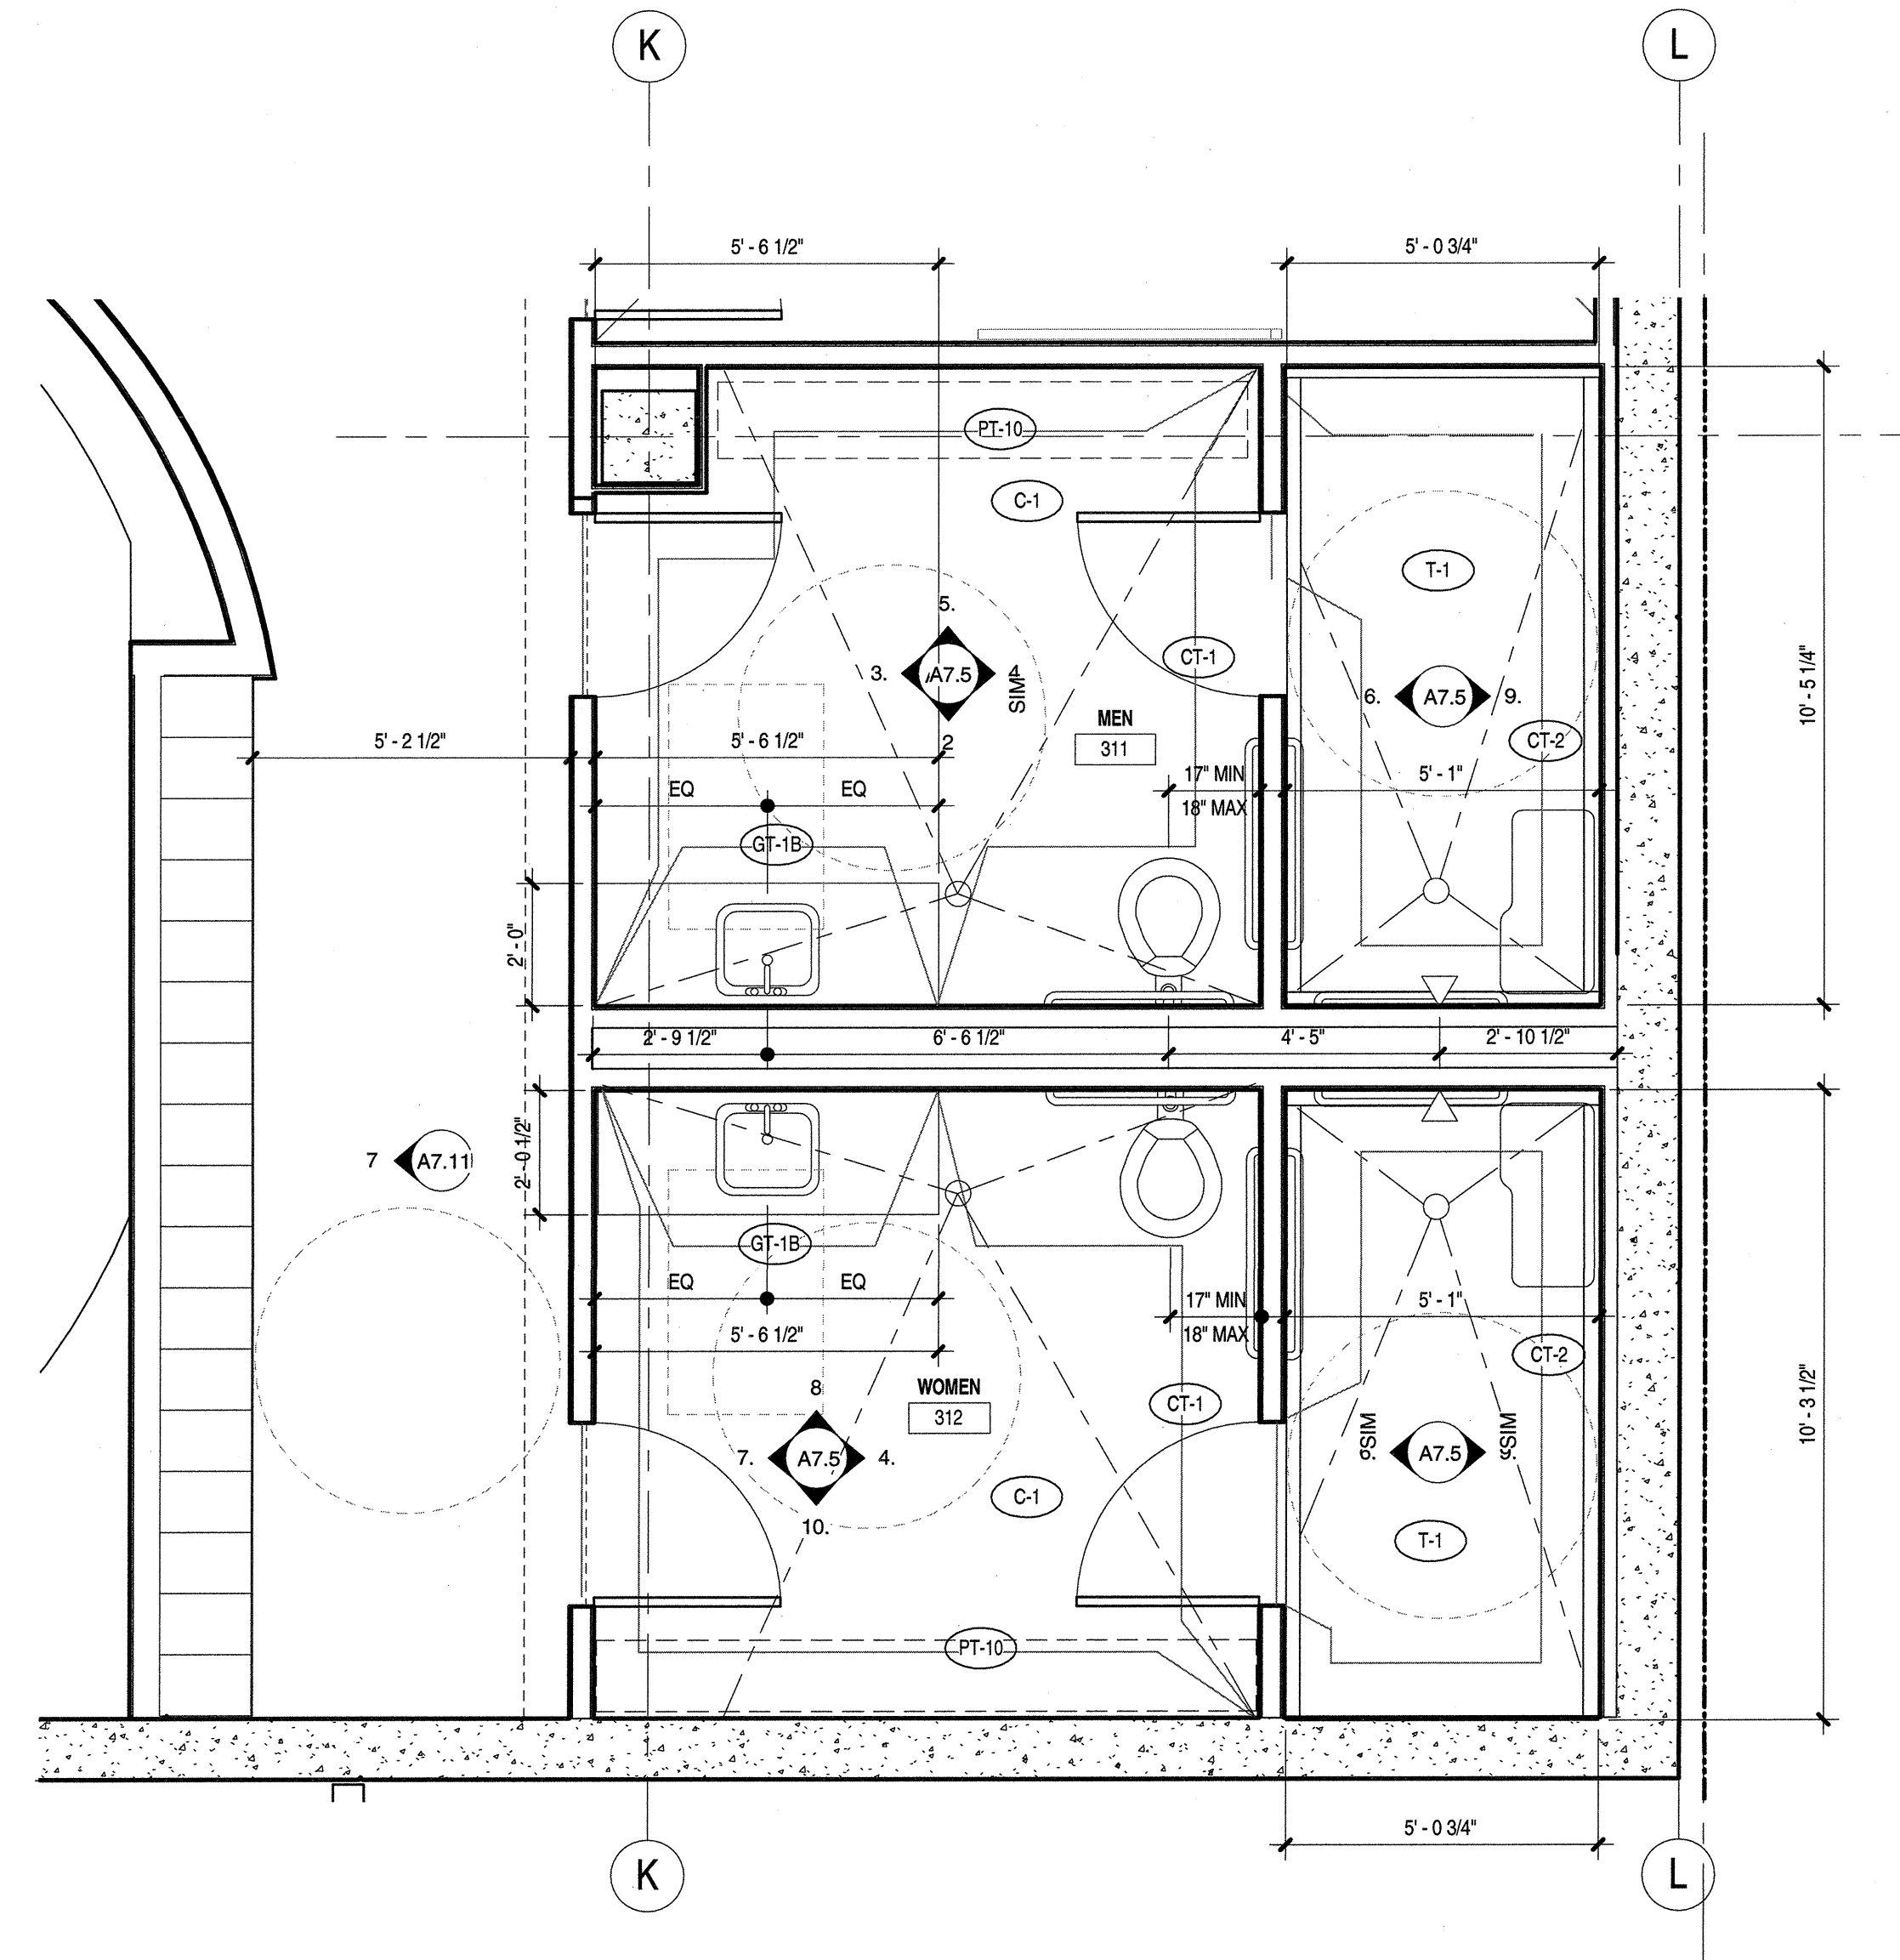 K
L
5' - 6 1/2"
5' - 0 3/4"
PT-10
C-1
T-1
5.
3.
A7.5
4
SIM
2
CT-1
6.
A7.5
9.
MEN
311
CT-2
10' - 5 1/4"
5' - 2 1/2"
5' - 6 1/2"
EQ
EQ
17" MIN
18" MAX
5' - 1"
GT-1B
2' - 0"
2' - 9 1/2"
6' - 6 1/2"
4' - 5"
2' - 10 1/2"
7
A7.11
2' - 0 1/2"
GT-1B
EQ
EQ
5' - 6 1/2"
17" MIN
18" MAX
5' - 1"
CT-2
WOMEN
312
CT-1
8
7.
A7.5
4.
10.
6.
SIM
A7.5
9.
SIM
10' - 3 1/2"
C-1
T-1
PT-10
5' - 0 3/4"
K
L